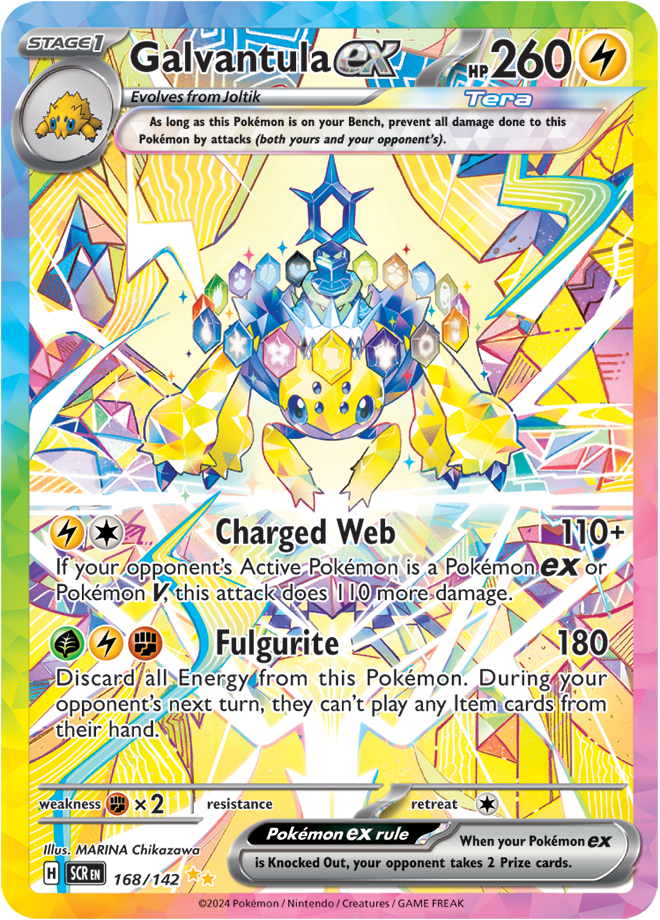 STAGE1
Galvantula ex
HP 260
Evolves from Joltik
Tera
As long as this Pokémon is on your Bench, prevent all damage done to this
Pokémon by attacks (both yours and your opponent's).
Charged Web 110+
If your opponent's Active Pokémon is a Pokémon ex or
Pokémon V, this attack does 110 more damage.
Fulgurite 180
Discard all Energy from this Pokémon. During your
opponent's next turn, they can't play any Item cards from
their hand.
weakness ×2 resistance retreat
Illus. MARINA Chikazawa
Pokémon ex rule
When your Pokémon ex
is Knocked Out, your opponent takes 2 Prize cards.
H SCR EN 168/142
©2024 Pokémon / Nintendo / Creatures / GAME FREAK